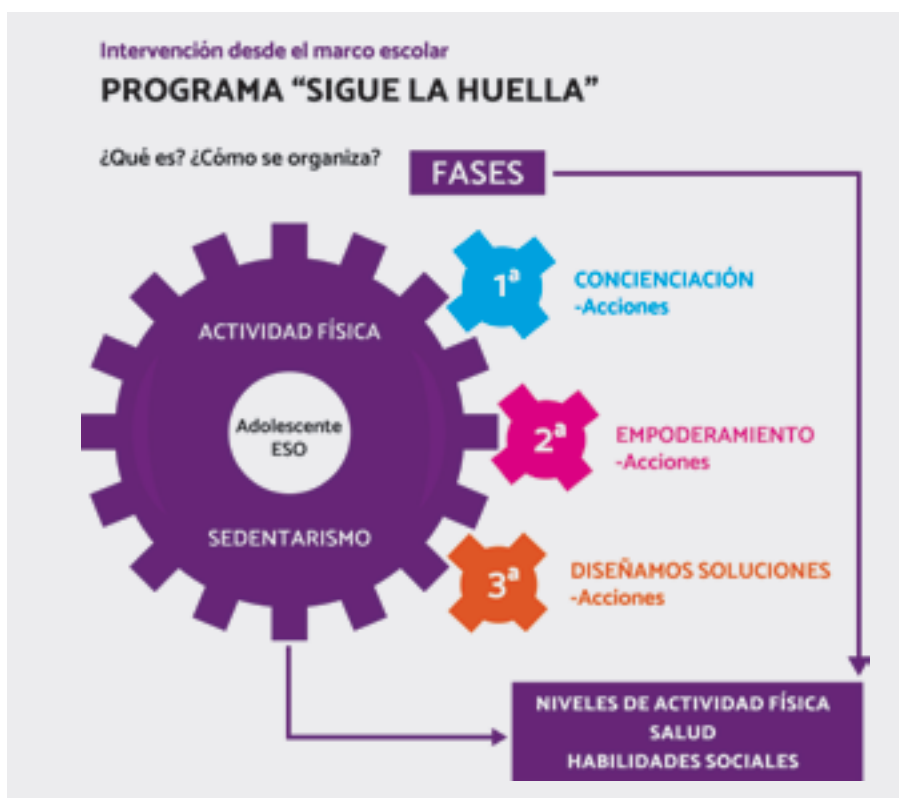 Intervención desde el marco escolar
PROGRAMA “SIGUE LA HUELLA”
¿Qué es? ¿Cómo se organiza?
FASES
ACTIVIDAD FÍSICA
Adolescente
ESO
SEDENTARISMO
1ª
CONCIENCIACIÓN
-Acciones
2ª
EMPODERAMIENTO
-Acciones
3ª
DISEÑAMOS SOLUCIONES
-Acciones
NIVELES DE ACTIVIDAD FÍSICA
SALUD
HABILIDADES SOCIALES